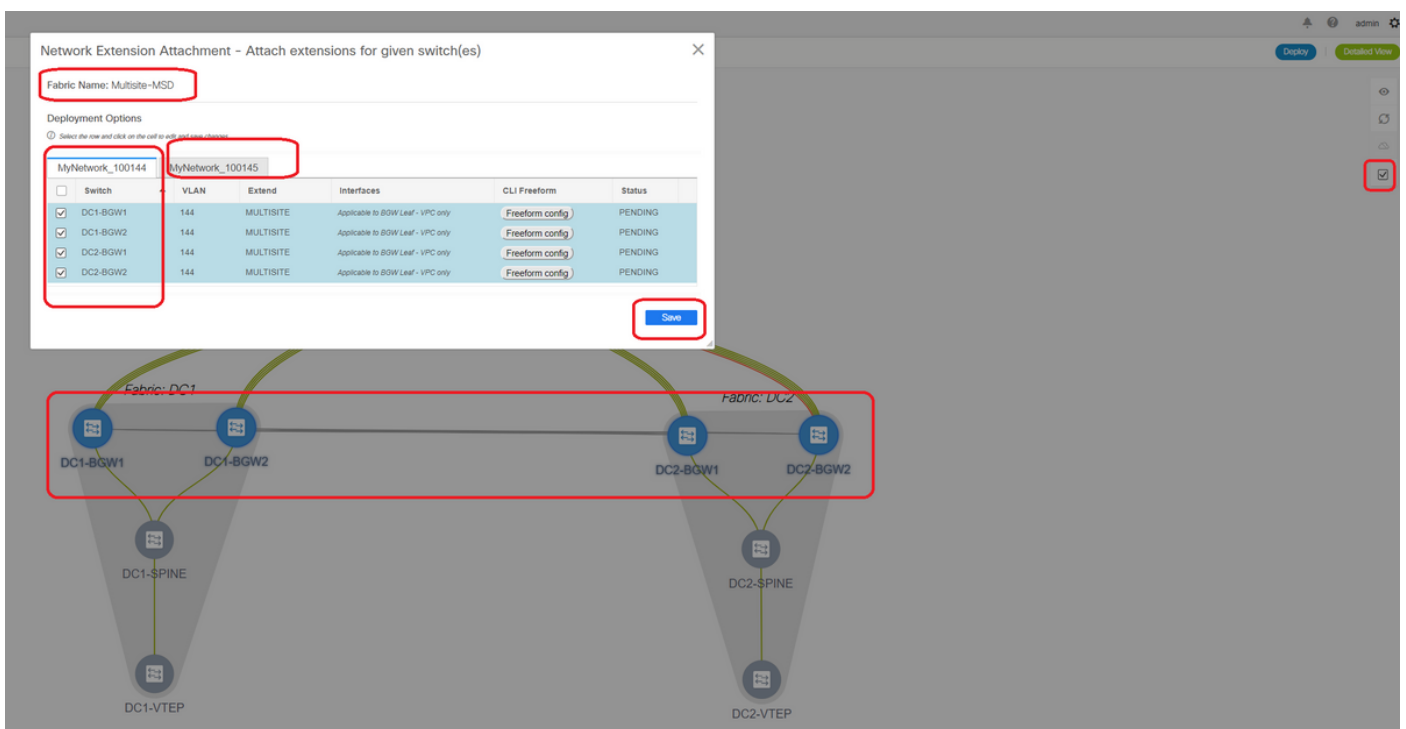 admin
Network Extension Attachment - Attach extensions for given switch(es)
Deploy
Detailed View
Fabric Name: Multisite-MSD
Deployment Options
Select the row and click on the cell to edit and save changes
MyNetwork_100144
MyNetwork_100145
Switch VLAN Extend Interfaces CLI Freeform Status
DC1-BGW1 144 MULTISITE Applicable to BGW Leaf - VPC only Freeform config PENDING
DC1-BGW2 144 MULTISITE Applicable to BGW Leaf - VPC only Freeform config PENDING
DC2-BGW1 144 MULTISITE Applicable to BGW Leaf - VPC only Freeform config PENDING
DC2-BGW2 144 MULTISITE Applicable to BGW Leaf - VPC only Freeform config PENDING
Save
Fabric: DC1
Fabric: DC2
DC1-BGW1
DC1-BGW2
DC2-BGW1
DC2-BGW2
DC1-SPINE
DC2-SPINE
DC1-VTEP
DC2-VTEP